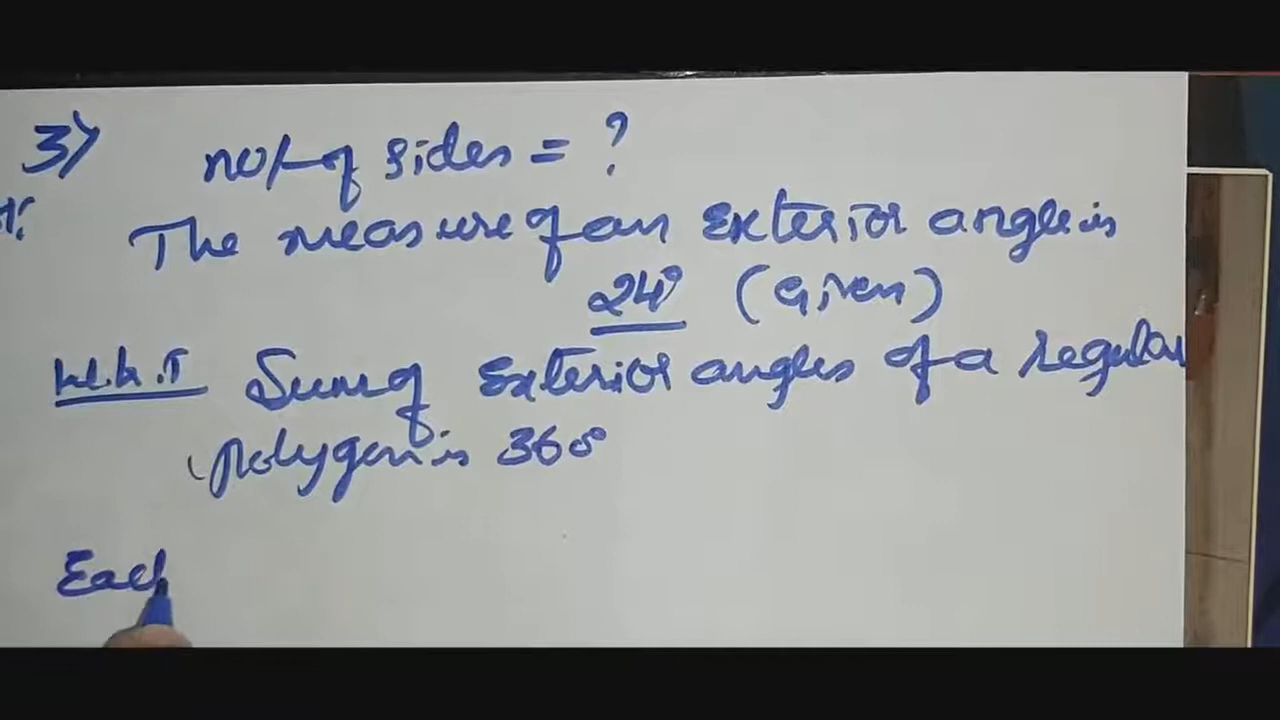 3) no/- of sides = ?
The measure of an Exterior angle is
24° (Given)
W.K.T Sum of Exterior angles of a regular
polygon is 360°
Each